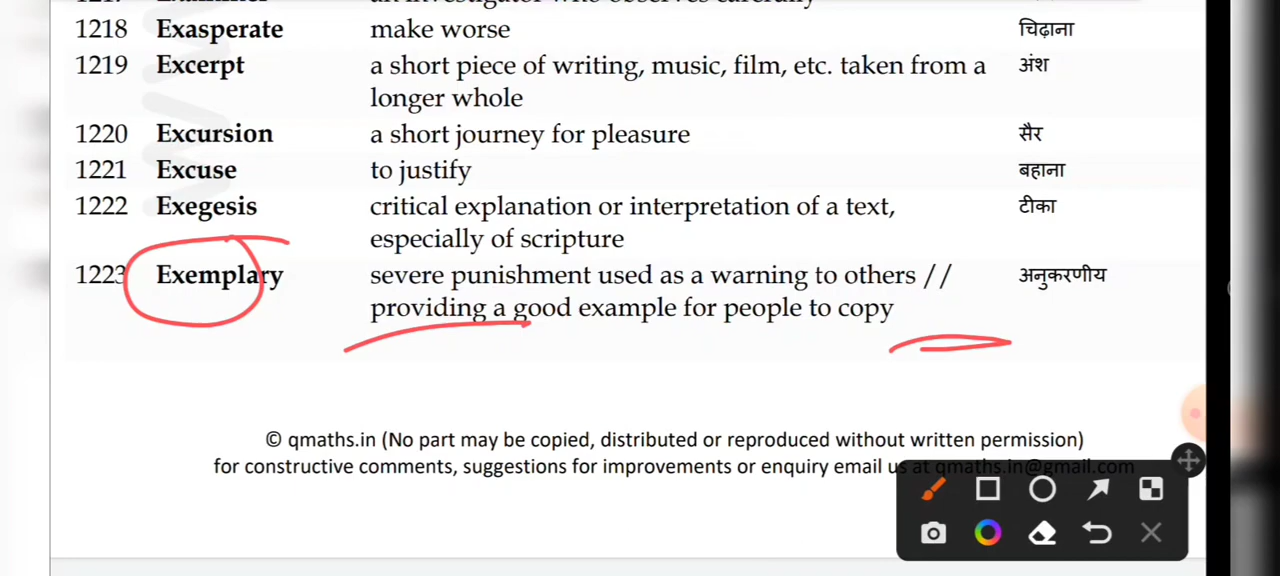 1218 Exasperate make worse चिढ़ाना
1219 Excerpt a short piece of writing, music, film, etc. taken from a अंश
longer whole
1220 Excursion a short journey for pleasure सैर
1221 Excuse to justify बहाना
1222 Exegesis critical explanation or interpretation of a text, टीका
especially of scripture
1223 Exemplary severe punishment used as a warning to others // अनुकरणीय
providing a good example for people to copy
© qmaths.in (No part may be copied, distributed or reproduced without written permission)
for constructive comments, suggestions for improvements or enquiry email us at qmaths.in@gmail.com